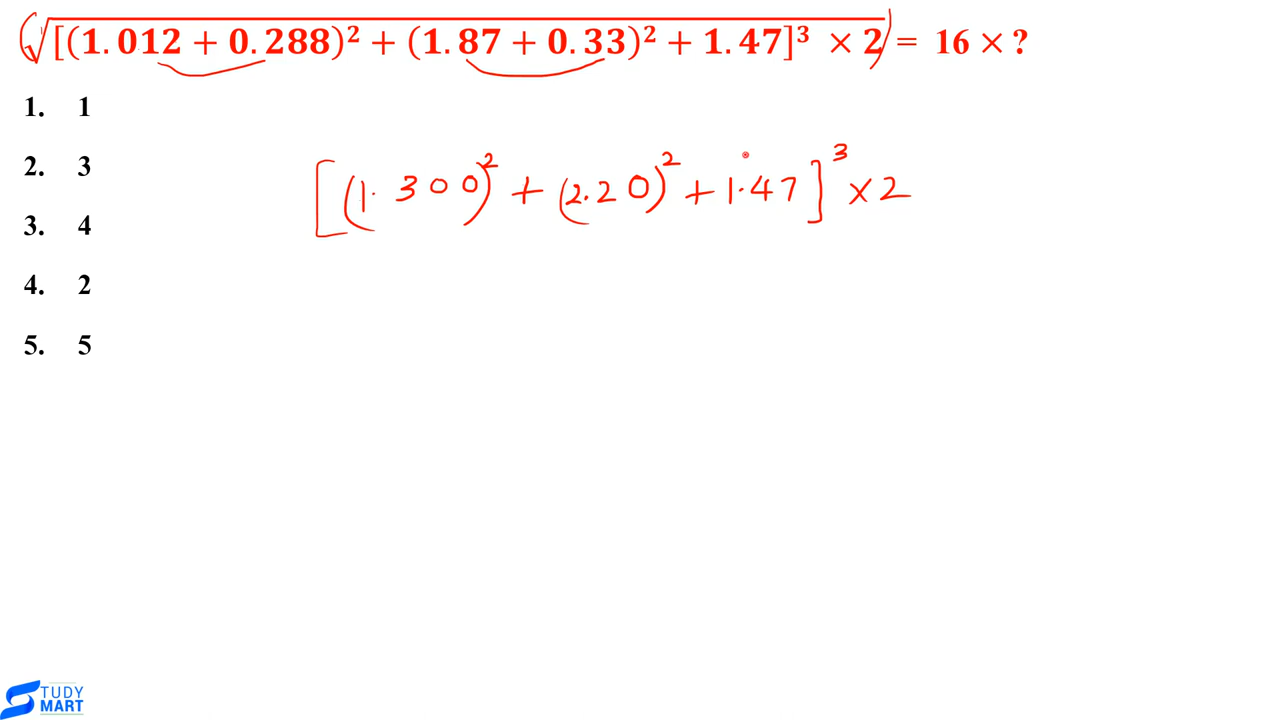 (√[(1.012 + 0.288)² + (1.87 + 0.33)² + 1.47]³ × 2) = 16 × ?
1. 1
2. 3
[(1.300)² + (2.20)² + 1.47]³ × 2
3. 4
4. 2
5. 5
STUDY
MART